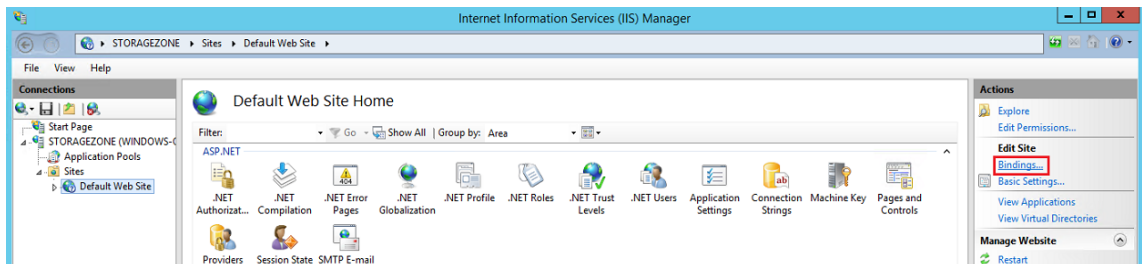 Internet Information Services (IIS) Manager
STORAGEZONE Sites Default Web Site
File View Help
Connections
Start Page
STORAGEZONE (WINDOWS-
Application Pools
Sites
Default Web Site
Default Web Site Home
Filter: Go Show All Group by: Area
ASP.NET
.NET Authorizat...
.NET Compilation
.NET Error Pages
.NET Globalization
.NET Profile
.NET Roles
.NET Trust Levels
.NET Users
Application Settings
Connection Strings
Machine Key
Pages and Controls
Providers
Session State
SMTP E-mail
Actions
Explore
Edit Permissions...
Edit Site
Bindings...
Basic Settings...
View Applications
View Virtual Directories
Manage Website
Restart